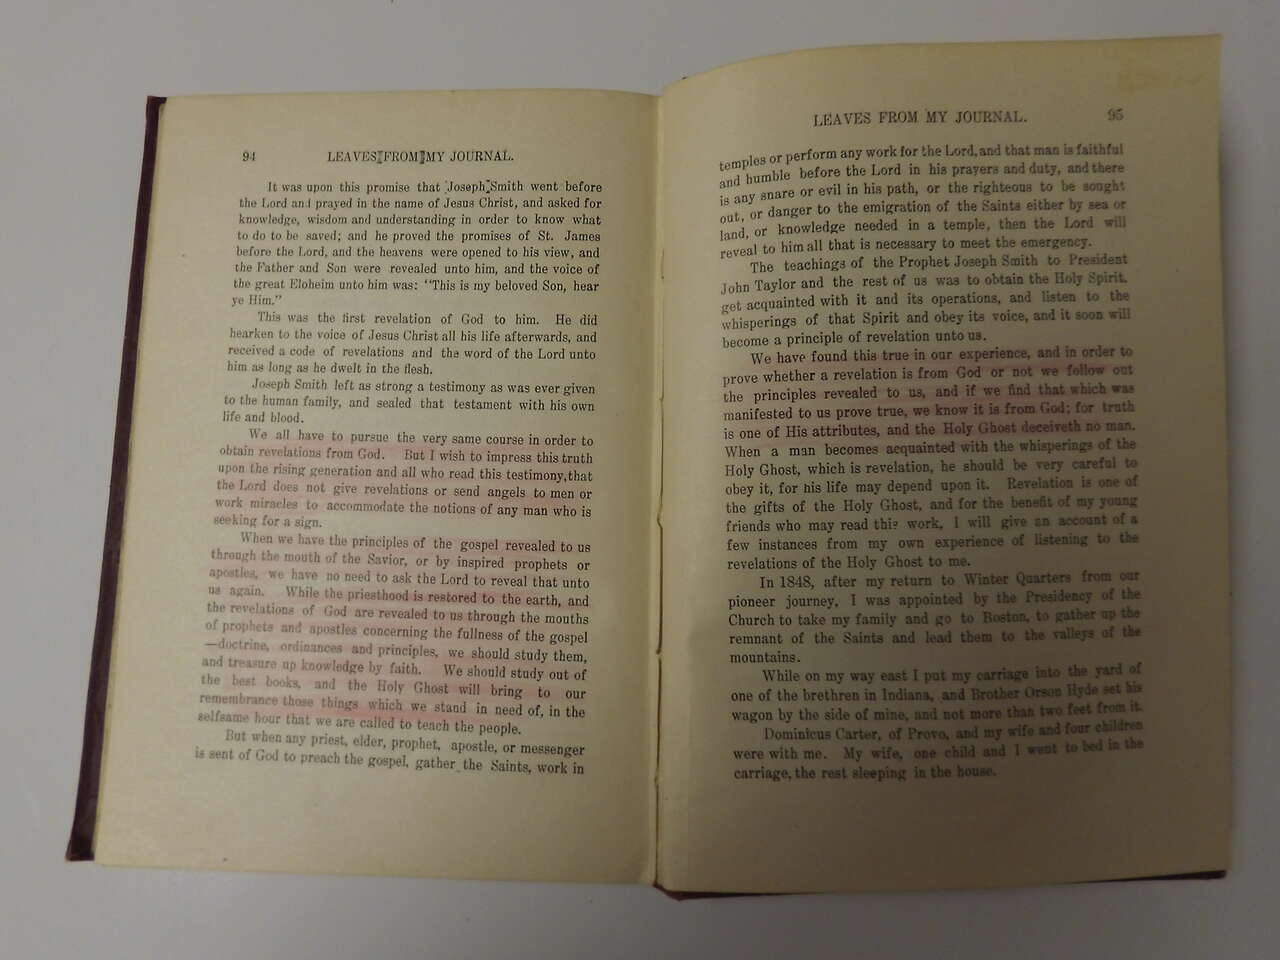 94 LEAVES FROM MY JOURNAL.
It was upon this promise that Joseph Smith went before
the Lord and prayed in the name of Jesus Christ, and asked for
knowledge, wisdom and understanding in order to know what
to do to be saved; and he proved the promises of St. James
before the Lord, and the heavens were opened to his view, and
the Father and Son were revealed unto him, and the voice of
the great Eloheim unto him was: "This is my beloved Son, hear
ye Him."
This was the first revelation of God to him. He did
hearken to the voice of Jesus Christ all his life afterwards, and
received a code of revelations and the word of the Lord unto
him as long as he dwelt in the flesh.
Joseph Smith left as strong a testimony as was ever given
to the human family, and sealed that testament with his own
life and blood.
We all have to pursue the very same course in order to
obtain revelations from God. But I wish to impress this truth
upon the rising generation and all who read this testimony, that
the Lord does not give revelations or send angels to men or
work miracles to accommodate the notions of any man who is
seeking for a sign.
When we have the principles of the gospel revealed to us
through the mouth of the Savior, or by inspired prophets or
apostles, we have no need to ask the Lord to reveal that unto
us again. While the priesthood is restored to the earth, and
the revelations of God are revealed to us through the mouths
of prophets and apostles concerning the fullness of the gospel
—doctrine, ordinances and principles, we should study them,
and treasure up knowledge by faith. We should study out of
the best books, and the Holy Ghost will bring to our
remembrance those things which we stand in need of, in the
selfsame hour that we are called to teach the people.
But when any priest, elder, prophet, apostle, or messenger
is sent of God to preach the gospel, gather the Saints, work in
LEAVES FROM MY JOURNAL. 95
temples or perform any work for the Lord, and that man is faithful
and humble before the Lord in his prayers and duty, and there
is any snare or evil in his path, or the righteous to be sought
out, or danger to the emigration of the Saints either by sea or
land, or knowledge needed in a temple, then the Lord will
reveal to him all that is necessary to meet the emergency.
The teachings of the Prophet Joseph Smith to President
John Taylor and the rest of us was to obtain the Holy Spirit,
get acquainted with it and its operations, and listen to the
whisperings of that Spirit and obey its voice, and it soon will
become a principle of revelation unto us.
We have found this true in our experience, and in order to
prove whether a revelation is from God or not we follow out
the principles revealed to us, and if we find that which was
manifested to us prove true, we know it is from God; for truth
is one of His attributes, and the Holy Ghost deceiveth no man.
When a man becomes acquainted with the whisperings of the
Holy Ghost, which is revelation, he should be very careful to
obey it, for his life may depend upon it. Revelation is one of
the gifts of the Holy Ghost, and for the benefit of my young
friends who may read this work, I will give an account of a
few instances from my own experience of listening to the
revelations of the Holy Ghost to me.
In 1848, after my return to Winter Quarters from our
pioneer journey, I was appointed by the Presidency of the
Church to take my family and go to Boston, to gather up the
remnant of the Saints and lead them to the valleys of the
mountains.
While on my way east I put my carriage into the yard of
one of the brethren in Indiana, and Brother Orson Hyde set his
wagon by the side of mine, and not more than two feet from it.
Dominicus Carter, of Provo, and my wife and four children
were with me. My wife, one child and I went to bed in the
carriage, the rest sleeping in the house.